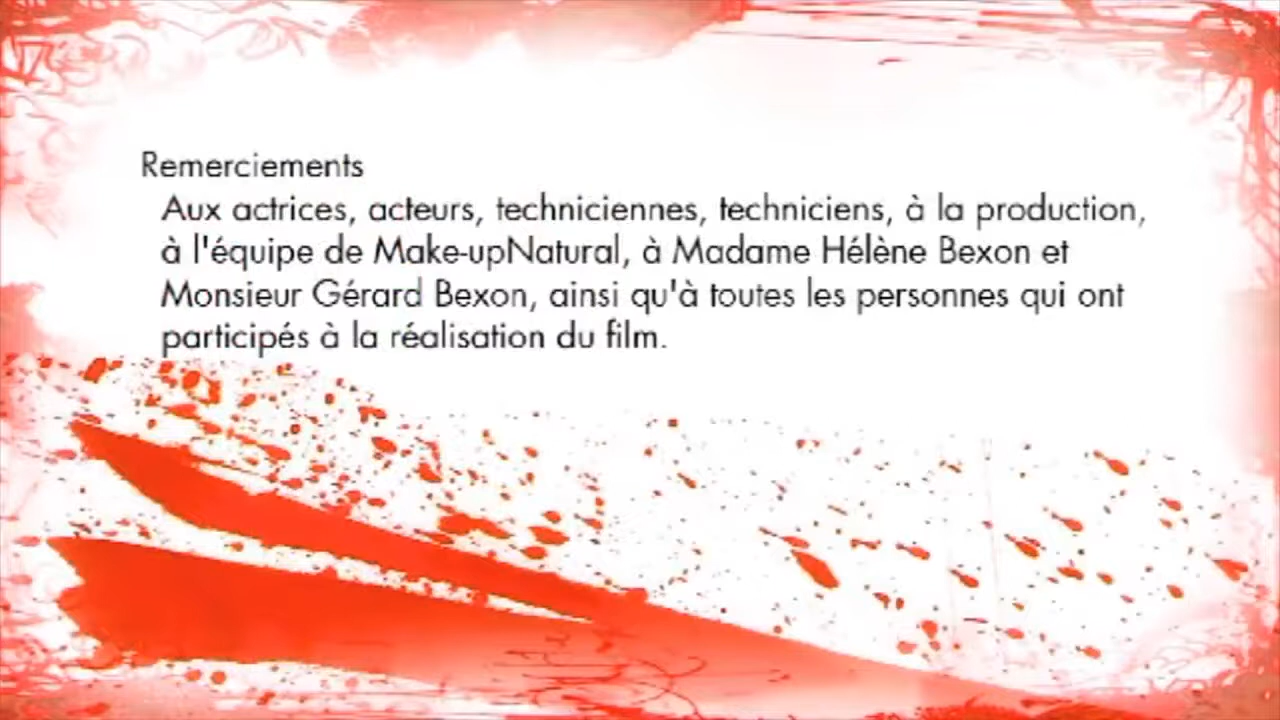 Remerciements
Aux actrices, acteurs, techniciennes, techniciens, à la production,
à l'équipe de Make-upNatural, à Madame Hélène Bexon et
Monsieur Gérard Bexon, ainsi qu'à toutes les personnes qui ont
participés à la réalisation du film.